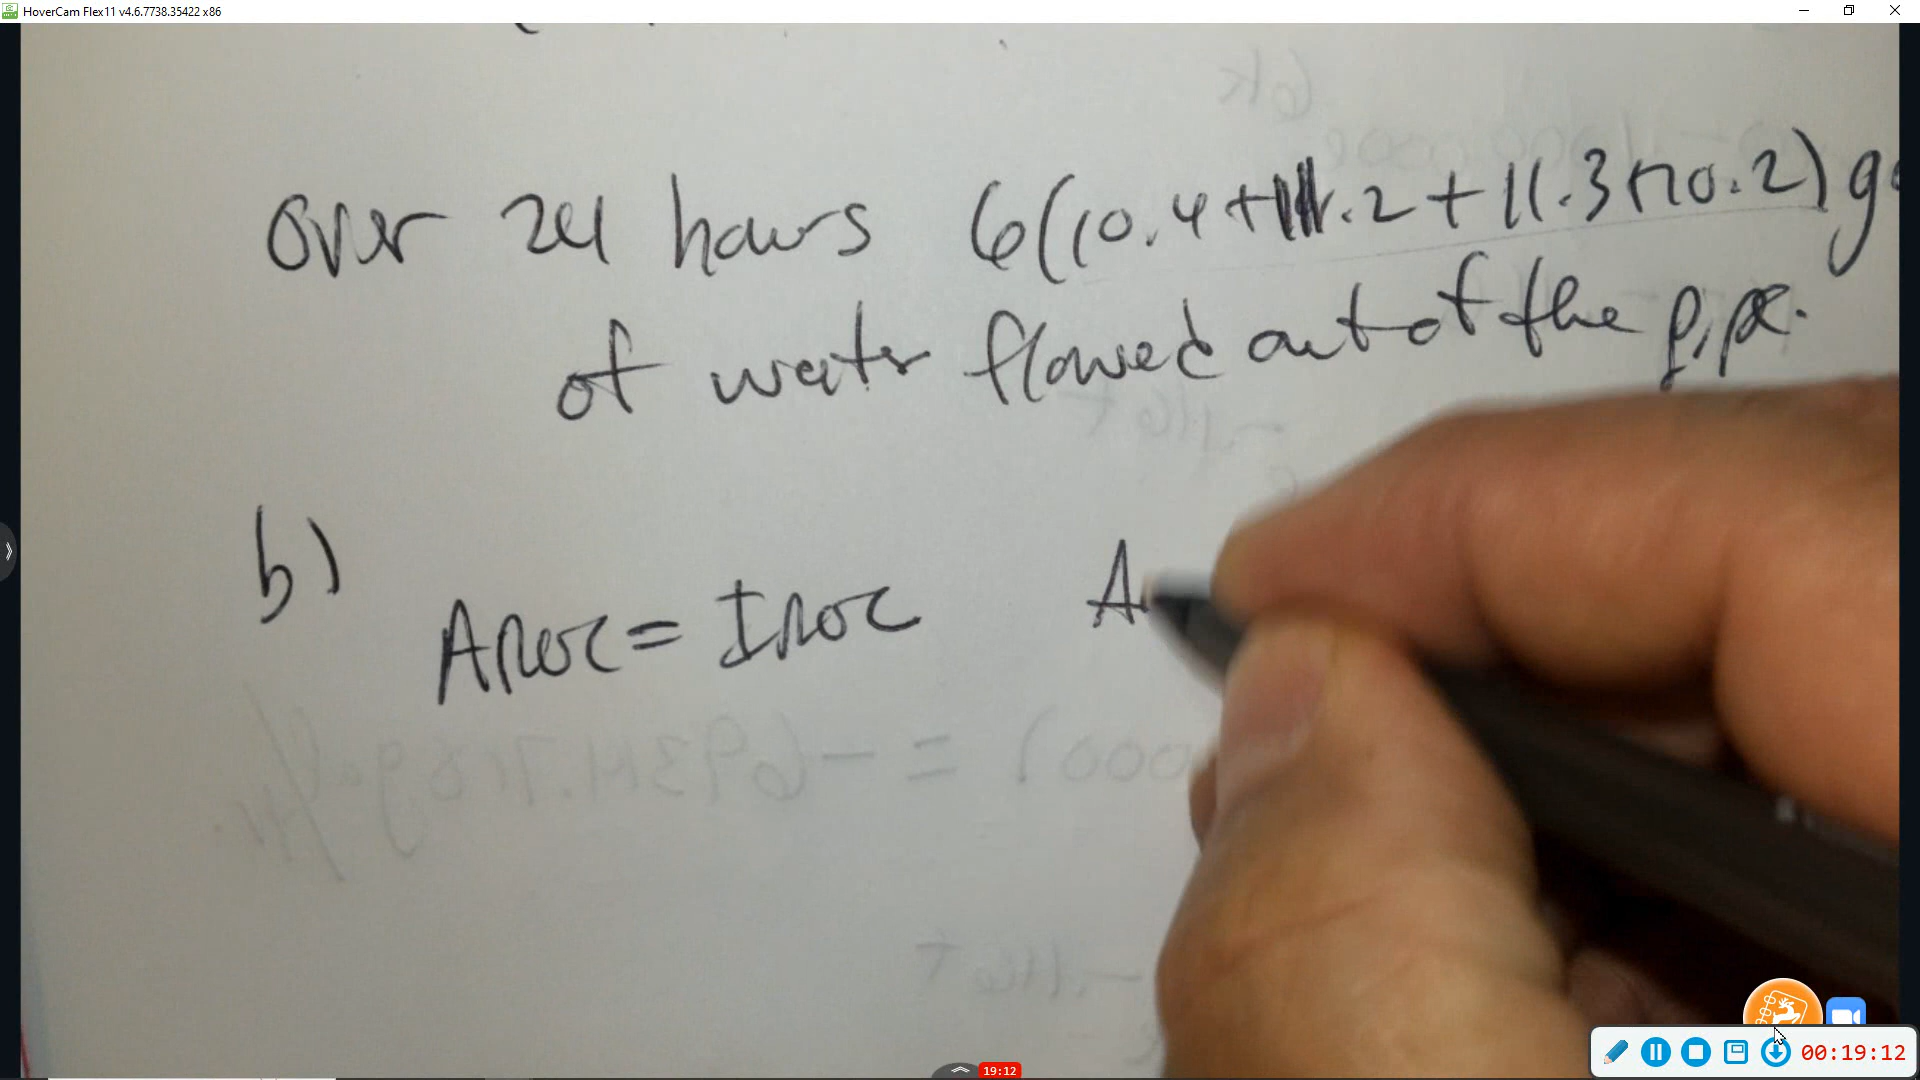 HoverCam Flex11 v4.6.7738.35422 x86
over 24 hours 6(10.4+11.2+11.3+10.2) g
of water flowed out of the pipe.
b)
AROC = IROC A
19:12
00:19:12